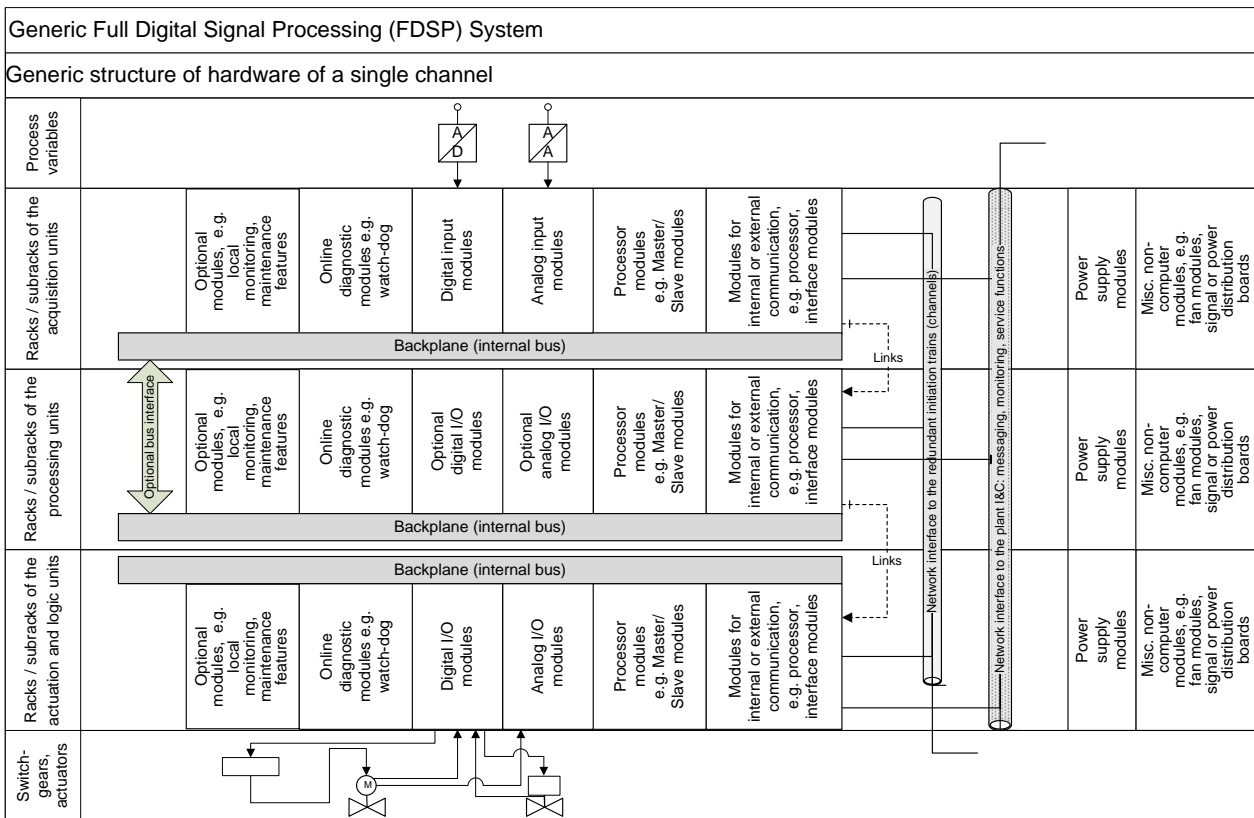 Generic Full Digital Signal Processing (FDSP) System
Generic structure of hardware of a single channel
Process
variables
A
D
A
A
Racks / subracks of the
acquisition units
Optional
modules, e.g.
local
monitoring,
maintenance
features
Online
diagnostic
modules e.g.
watch-dog
Digital input
modules
Analog input
modules
Processor
modules
e.g. Master/
Slave modules
Modules for
internal or external
communication,
e.g. processor,
interface modules
Power
supply
modules
Misc. non-
computer
modules, e.g.
fan modules,
signal or power
distribution
boards
Backplane (internal bus)
Links
Network interface to the redundant initiation trains (channels)
Network interface to the plant I&C: messaging, monitoring, service functions
Racks / subracks of the
processing units
Optional bus interface
Optional
modules, e.g.
local
monitoring,
maintenance
features
Online
diagnostic
modules e.g.
watch-dog
Optional
digital I/O
modules
Optional
analog I/O
modules
Processor
modules
e.g. Master/
Slave modules
Modules for
internal or external
communication,
e.g. processor,
interface modules
Power
supply
modules
Misc. non-
computer
modules, e.g.
fan modules,
signal or power
distribution
boards
Backplane (internal bus)
Links
Racks / subracks of the
actuation and logic units
Backplane (internal bus)
Optional
modules, e.g.
local
monitoring,
maintenance
features
Online
diagnostic
modules e.g.
watch-dog
Digital I/O
modules
Analog I/O
modules
Processor
modules
e.g. Master/
Slave modules
Modules for
internal or external
communication,
e.g. processor,
interface modules
Power
supply
modules
Misc. non-
computer
modules, e.g.
fan modules,
signal or power
distribution
boards
Switch-
gears,
actuators
M